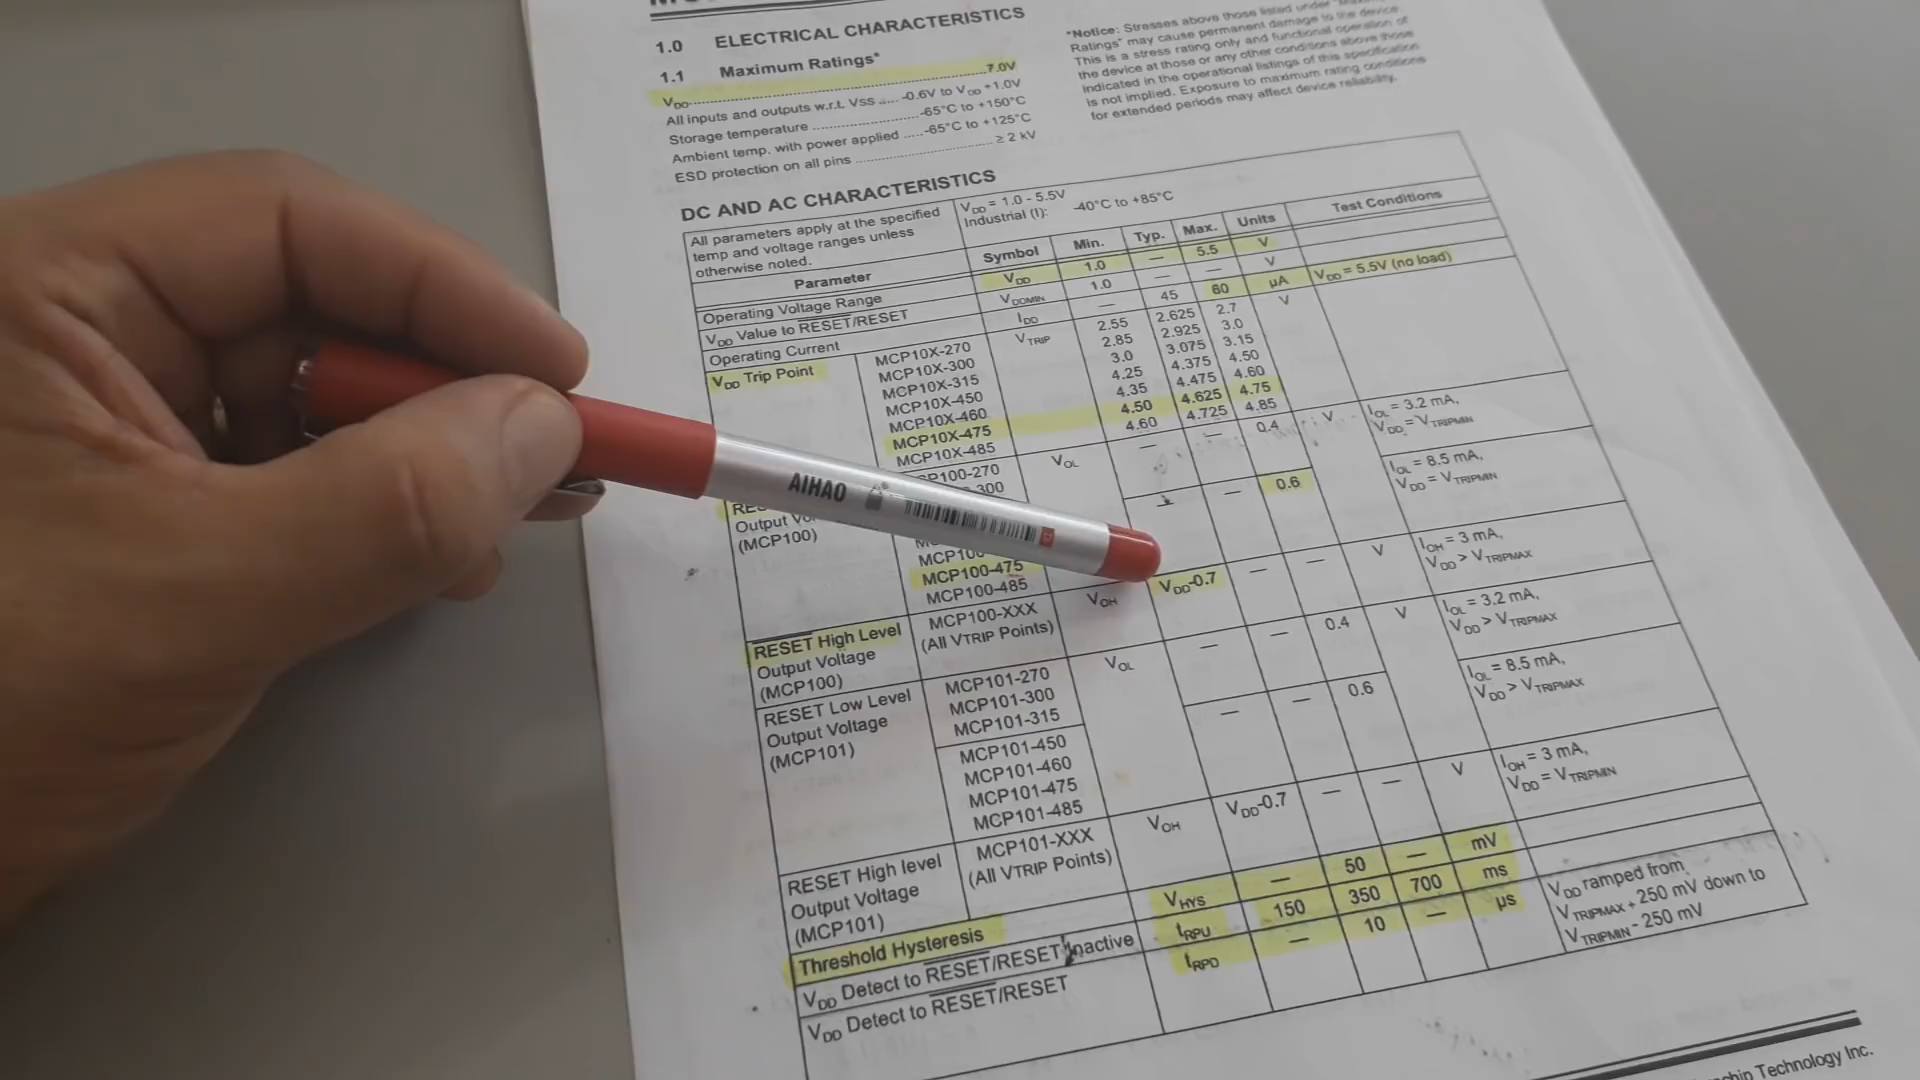 1.0 ELECTRICAL CHARACTERISTICS
1.1 Maximum Ratings*
VDD.......................................................7.0V
All inputs and outputs w.r.t. VSS ..... -0.6V to VDD +1.0V
Storage temperature ..................... -65°C to +150°C
Ambient temp. with power applied ..... -65°C to +125°C
ESD protection on all pins ........................... ≥ 2 kV
*Notice: Stresses above those listed under
Ratings" may cause permanent damage to the device.
This is a stress rating only and functional operation of
the device at those or any other conditions above those
indicated in the operational listings of this specification
is not implied. Exposure to maximum rating conditions
for extended periods may affect device reliability.
DC AND AC CHARACTERISTICS
All parameters apply at the specified
temp and voltage ranges unless
otherwise noted.
VDD = 1.0 - 5.5V
Industrial (I): -40°C to +85°C
Parameter Symbol Min. Typ. Max. Units Test Conditions
Operating Voltage Range VDD 1.0 — 5.5 V
VDD Value to RESET/RESET VDDMIN 1.0 — — V
Operating Current IDD — 45 60 µA VDD = 5.5V (no load)
VDD Trip Point MCP10X-270 VTRIP 2.55 2.625 2.7 V
MCP10X-300 2.85 2.925 3.0
MCP10X-315 3.0 3.075 3.15
MCP10X-450 4.25 4.375 4.50
MCP10X-460 4.35 4.475 4.60
MCP10X-475 4.50 4.625 4.75
MCP10X-485 4.60 4.725 4.85
P100-270 VOL — — 0.4 V IOL = 3.2 mA,
300 VDD = VTRIPMIN
RE
Output Vo
(MCP100)
— 0.6 IOL = 8.5 mA,
VDD = VTRIPMIN
MCP100
MCP100-475
MCP100-485
RESET High Level
Output Voltage
(MCP100)
MCP100-XXX
(All VTRIP Points)
VOH VDD-0.7 — — V IOH = 3 mA,
VDD > VTRIPMAX
RESET Low Level
Output Voltage
(MCP101)
MCP101-270
MCP101-300
MCP101-315
VOL — — 0.4 V IOL = 3.2 mA,
VDD > VTRIPMAX
MCP101-450
MCP101-460
MCP101-475
MCP101-485
— — 0.6 IOL = 8.5 mA,
VDD > VTRIPMAX
RESET High level
Output Voltage
(MCP101)
MCP101-XXX
(All VTRIP Points)
VOH VDD-0.7 — — V IOH = 3 mA,
VDD = VTRIPMIN
Threshold Hysteresis VHYS — 50 — mV
VDD Detect to RESET/RESET Inactive tRPU 150 350 700 ms
VDD Detect to RESET/RESET tRPD — 10 — µs VDD ramped from
VTRIPMAX + 250 mV down to
VTRIPMIN - 250 mV
AIHAO
chip Technology Inc.